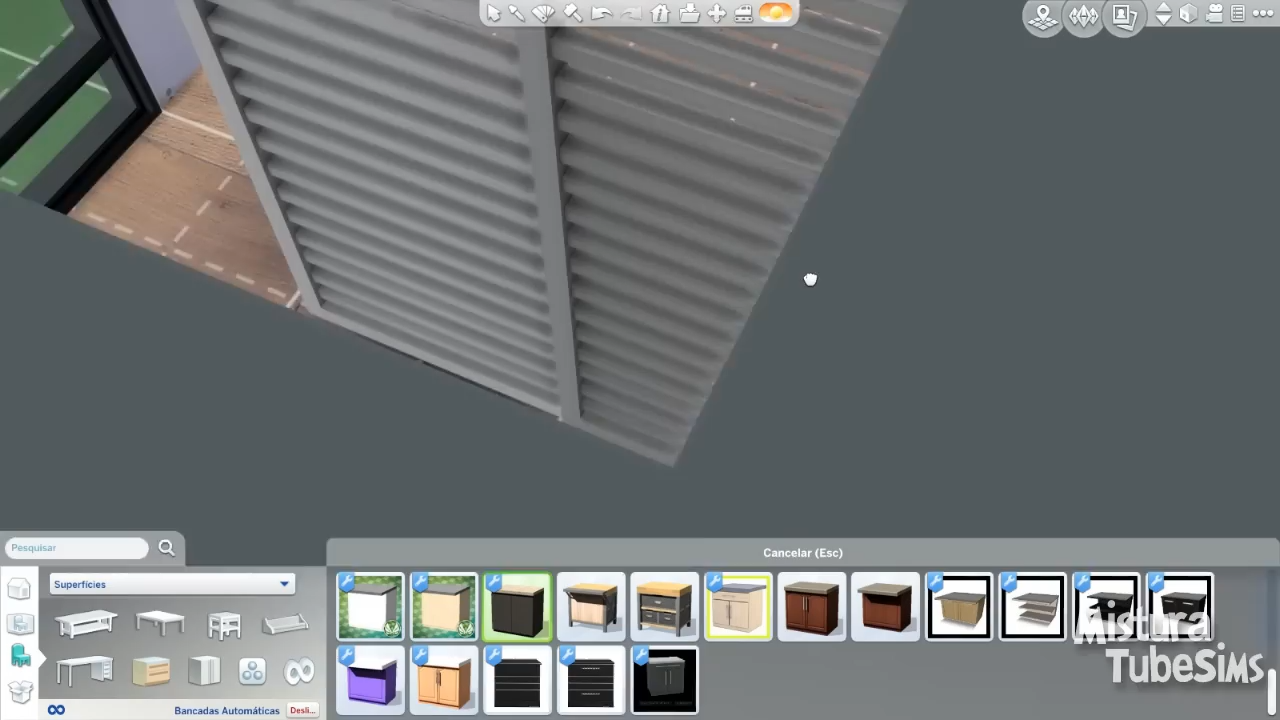 Cancelar (Esc)
Pesquisar
Superfícies
Bancadas Automáticas
Desli...
Mistura
TubeSims